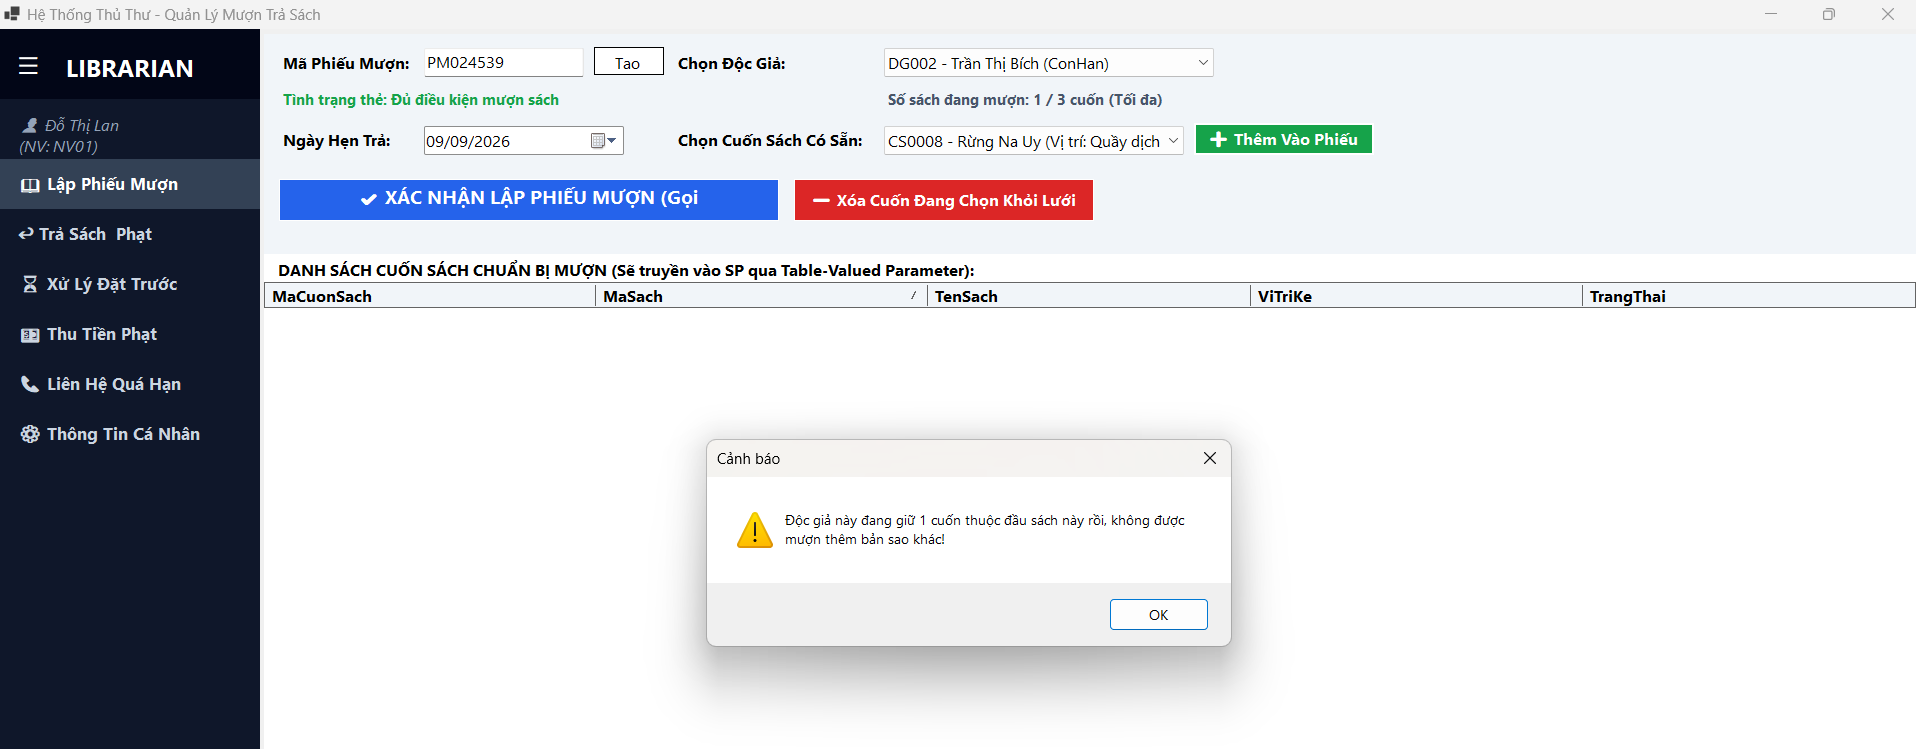 Hệ Thống Thủ Thư - Quản Lý Mượn Trả Sách
LIBRARIAN
Đỗ Thị Lan
(NV: NV01)
Lập Phiếu Mượn
Trả Sách  Phạt
Xử Lý Đặt Trước
Thu Tiền Phạt
Liên Hệ Quá Hạn
Thông Tin Cá Nhân
Mã Phiếu Mượn: PM024539 Tao Chọn Độc Giả: DG002 - Trần Thị Bích (ConHan)
Tình trạng thẻ: Đủ điều kiện mượn sách Số sách đang mượn: 1 / 3 cuốn (Tối đa)
Ngày Hẹn Trả: 09/09/2026 Chọn Cuốn Sách Có Sẵn: CS0008 - Rừng Na Uy (Vị trí: Quầy dịch Thêm Vào Phiếu
XÁC NHẬN LẬP PHIẾU MƯỢN (Gọi Xóa Cuốn Đang Chọn Khỏi Lưới
DANH SÁCH CUỐN SÁCH CHUẨN BỊ MƯỢN (Sẽ truyền vào SP qua Table-Valued Parameter):
MaCuonSach MaSach TenSach ViTriKe TrangThai
Cảnh báo
Độc giả này đang giữ 1 cuốn thuộc đầu sách này rồi, không được
mượn thêm bản sao khác!
OK